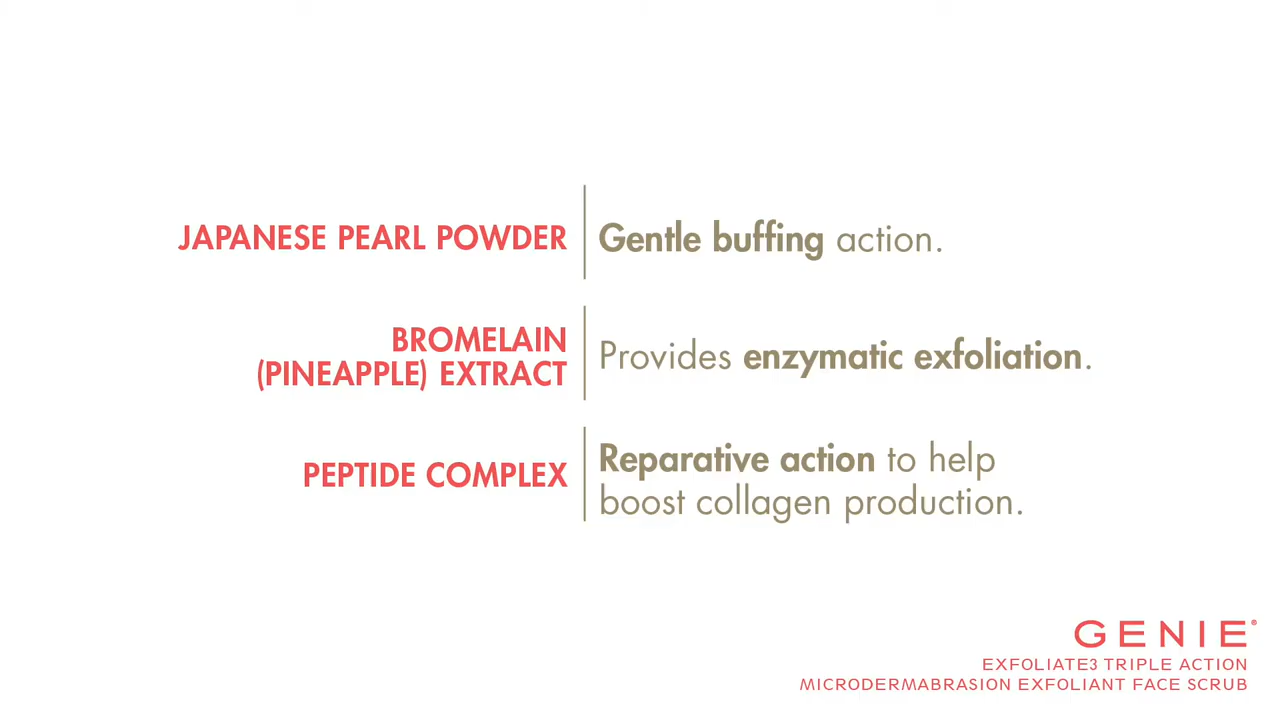 JAPANESE PEARL POWDER
Gentle buffing action.
BROMELAIN
(PINEAPPLE) EXTRACT
Provides enzymatic exfoliation.
PEPTIDE COMPLEX
Reparative action to help
boost collagen production.
GENIE®
EXFOLIATE3 TRIPLE ACTION
MICRODERMABRASION EXFOLIANT FACE SCRUB